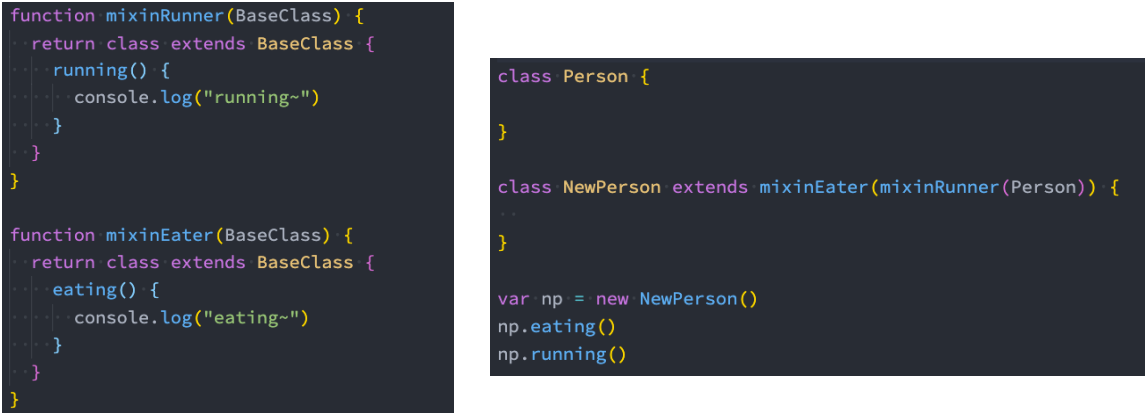 function mixinRunner(BaseClass) {
  return class extends BaseClass {
    running() {
      console.log("running~")
    }
  }
}

function mixinEater(BaseClass) {
  return class extends BaseClass {
    eating() {
      console.log("eating~")
    }
  }
}

class Person {

}

class NewPerson extends mixinEater(mixinRunner(Person)) {

}

var np = new NewPerson()
np.eating()
np.running()